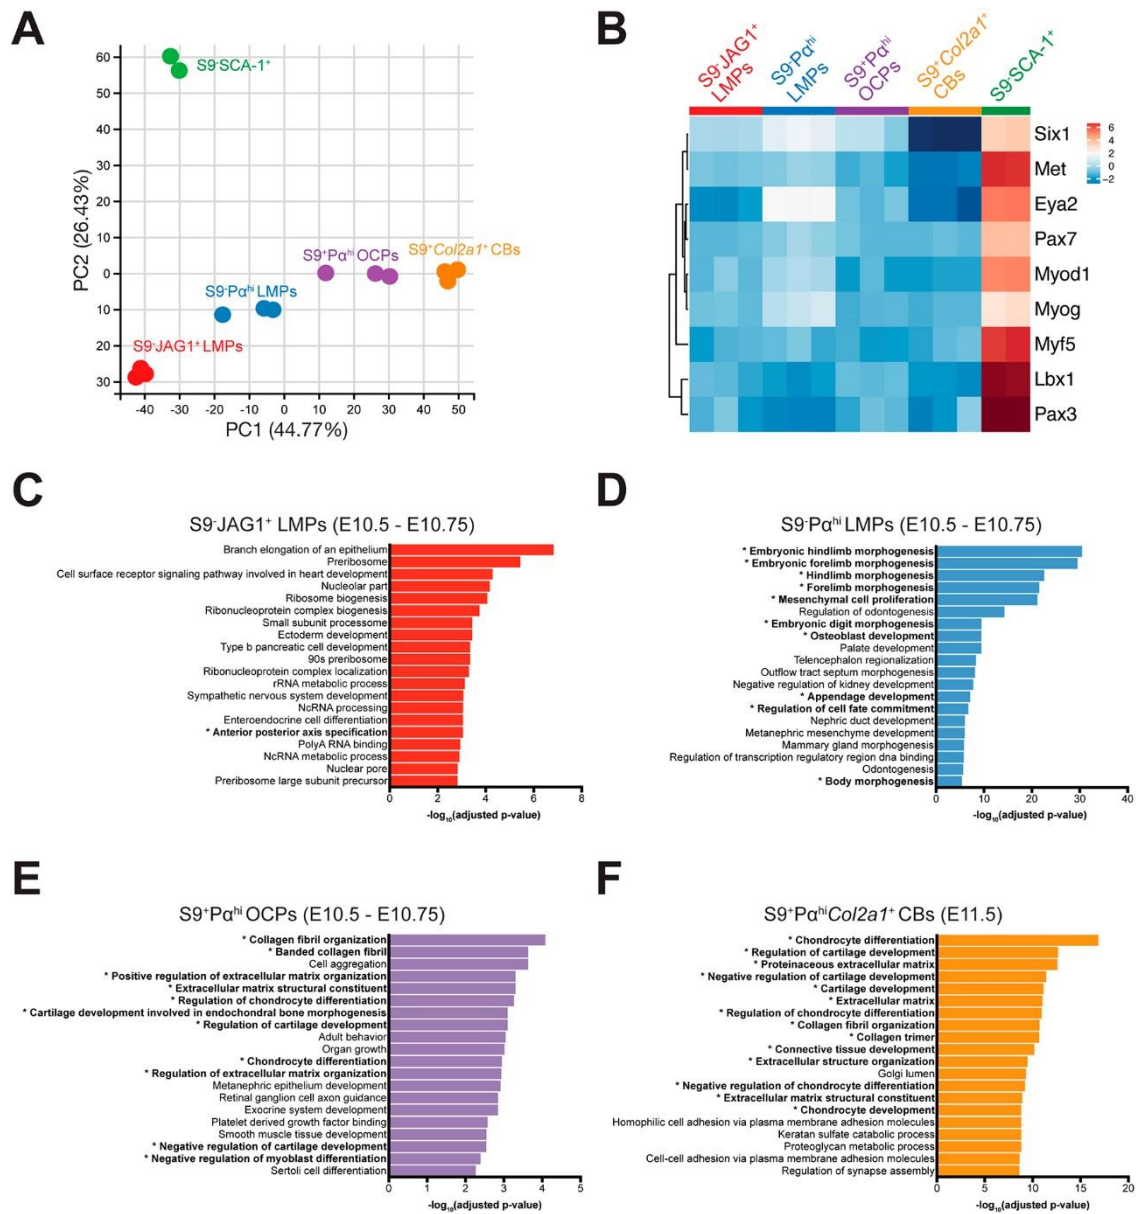 A
60
50
40
30
20
10
0
10
20
30
PC2 (26.43%)
S9-SCA-1+
S9+Pαhi OCPs
S9+Col2a1+ CBs
S9-Pαhi LMPs
S9-JAG1+ LMPs
-40 -30 -20 -10 0 10 20 30 40 50
PC1 (44.77%)
B
S9-JAG1+
LMPs
S9-Pαhi
LMPs
S9+Pαhi
OCPs
S9+Col2a1+
CBs
S9-SCA-1+
Six1
Met
Eya2
Pax7
Myod1
Myog
Myf5
Lbx1
Pax3
6
4
2
0
−2
C
S9-JAG1+ LMPs (E10.5 - E10.75)
Branch elongation of an epithelium
Preribosome
Cell surface receptor signaling pathway involved in heart development
Nucleolar part
Ribosome biogenesis
Ribonucleoprotein complex biogenesis
Small subunit processome
Ectoderm development
Type b pancreatic cell development
90s preribosome
Ribonucleoprotein complex localization
rRNA metabolic process
Sympathetic nervous system development
NcRNA processing
Enteroendocrine cell differentiation
* Anterior posterior axis specification
PolyA RNA binding
NcRNA metabolic process
Nuclear pore
Preribosome large subunit precursor
0 2 4 6 8
-log10(adjusted p-value)
D
S9-Pαhi LMPs (E10.5 - E10.75)
* Embryonic hindlimb morphogenesis
* Embryonic forelimb morphogenesis
* Hindlimb morphogenesis
* Forelimb morphogenesis
* Mesenchymal cell proliferation
Regulation of odontogenesis
* Embryonic digit morphogenesis
* Osteoblast development
Palate development
Telencephalon regionalization
Outflow tract septum morphogenesis
Negative regulation of kidney development
* Appendage development
* Regulation of cell fate commitment
Nephric duct development
Metanephric mesenchyme development
Mammary gland morphogenesis
Regulation of transcription regulatory region dna binding
Odontogenesis
* Body morphogenesis
0 10 20 30 40
-log10(adjusted p-value)
E
S9+Pαhi OCPs (E10.5 - E10.75)
* Collagen fibril organization
* Banded collagen fibril
Cell aggregation
* Positive regulation of extracellular matrix organization
* Extracellular matrix structural constituent
* Regulation of chondrocyte differentiation
* Cartilage development involved in endochondral bone morphogenesis
* Regulation of cartilage development
Adult behavior
Organ growth
* Chondrocyte differentiation
* Regulation of extracellular matrix organization
Metanephric epithelium development
Retinal ganglion cell axon guidance
Exocrine system development
Platelet derived growth factor binding
Smooth muscle tissue development
* Negative regulation of cartilage development
* Negative regulation of myoblast differentiation
Sertoli cell differentiation
0 1 2 3 4 5
-log10(adjusted p-value)
F
S9+PαhiCol2a1+ CBs (E11.5)
* Chondrocyte differentiation
* Regulation of cartilage development
* Proteinaceous extracellular matrix
* Negative regulation of cartilage development
* Cartilage development
* Extracellular matrix
* Regulation of chondrocyte differentiation
* Collagen fibril organization
* Collagen trimer
* Connective tissue development
* Extracellular structure organization
Golgi lumen
* Negative regulation of chondrocyte differentiation
* Extracellular matrix structural constituent
* Chondrocyte development
Homophilic cell adhesion via plasma membrane adhesion molecules
Keratan sulfate catabolic process
Proteoglycan metabolic process
Cell-cell adhesion via plasma membrane adhesion molecules
Regulation of synapse assembly
0 5 10 15 20
-log10(adjusted p-value)